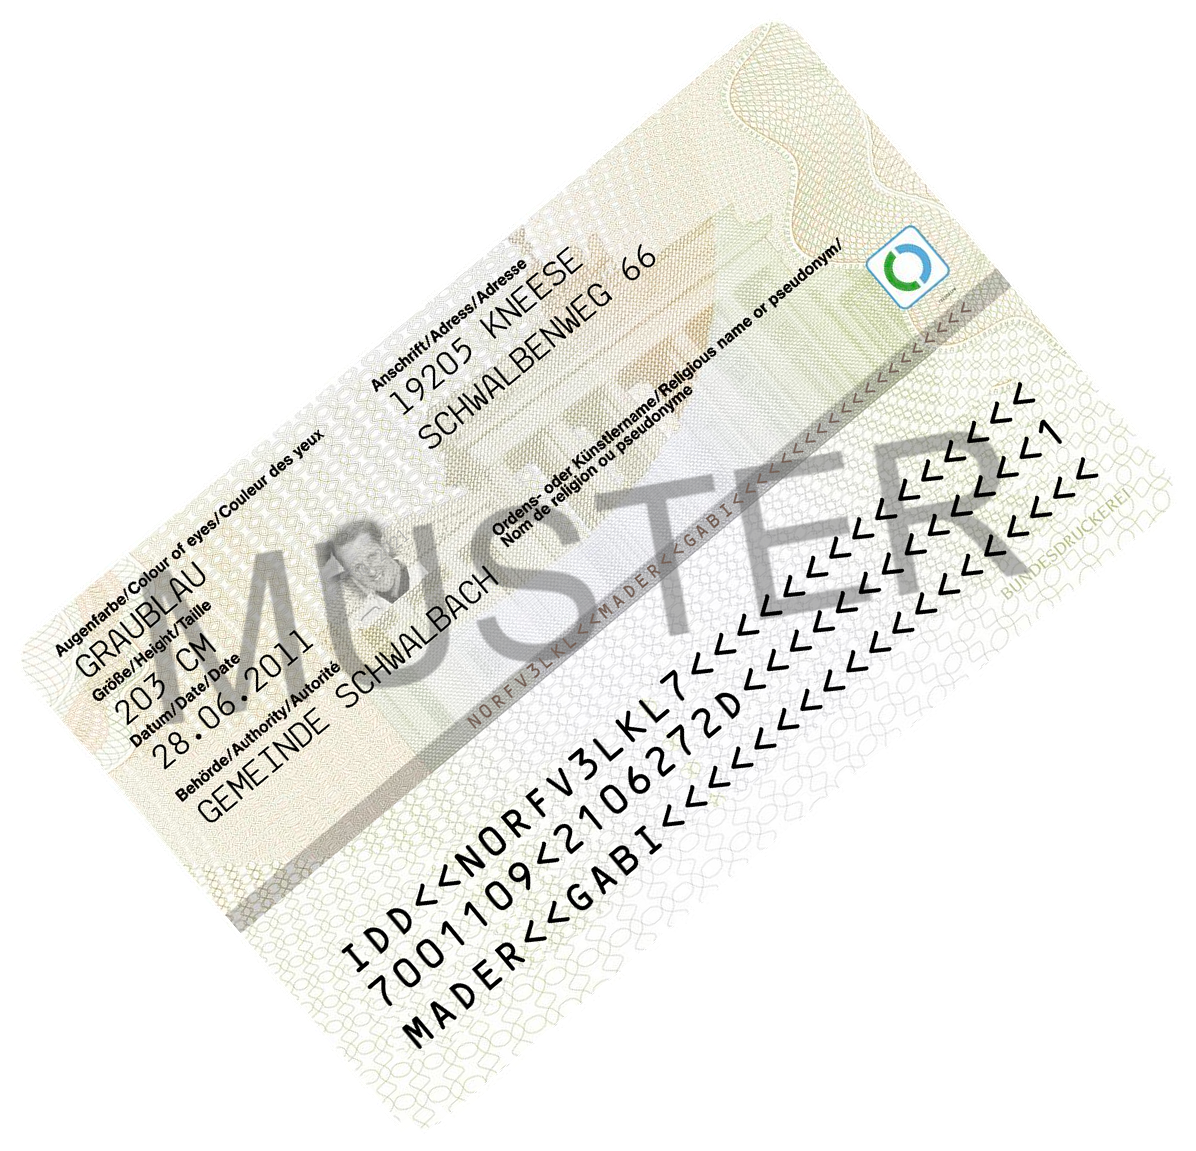 Augenfarbe/Colour of eyes/Couleur des yeux
GRAUBLAU
Größe/Height/Taille
203 CM
Datum/Date/Date
28.06.2011
Behörde/Authority/Autorité
GEMEINDE SCHWALBACH
Anschrift/Adress/Adresse
19205 KNEESE
SCHWALBENWEG 66
Ordens- oder Künstlername/Religious name or pseudonym/
Nom de religion ou pseudonyme
MUSTER
NORFV3LKL<<MADER<<GABI<<<<<<<<<<<<<<<<<<<<
IDD<<NORFV3LKL7<<<<<<<<<<<<<<<
7001109<2106272D<<<<<<<<<<<<<1
MADER<<GABI<<<<<<<<<<<<<<<<<<<
BUNDESDRUCKEREI